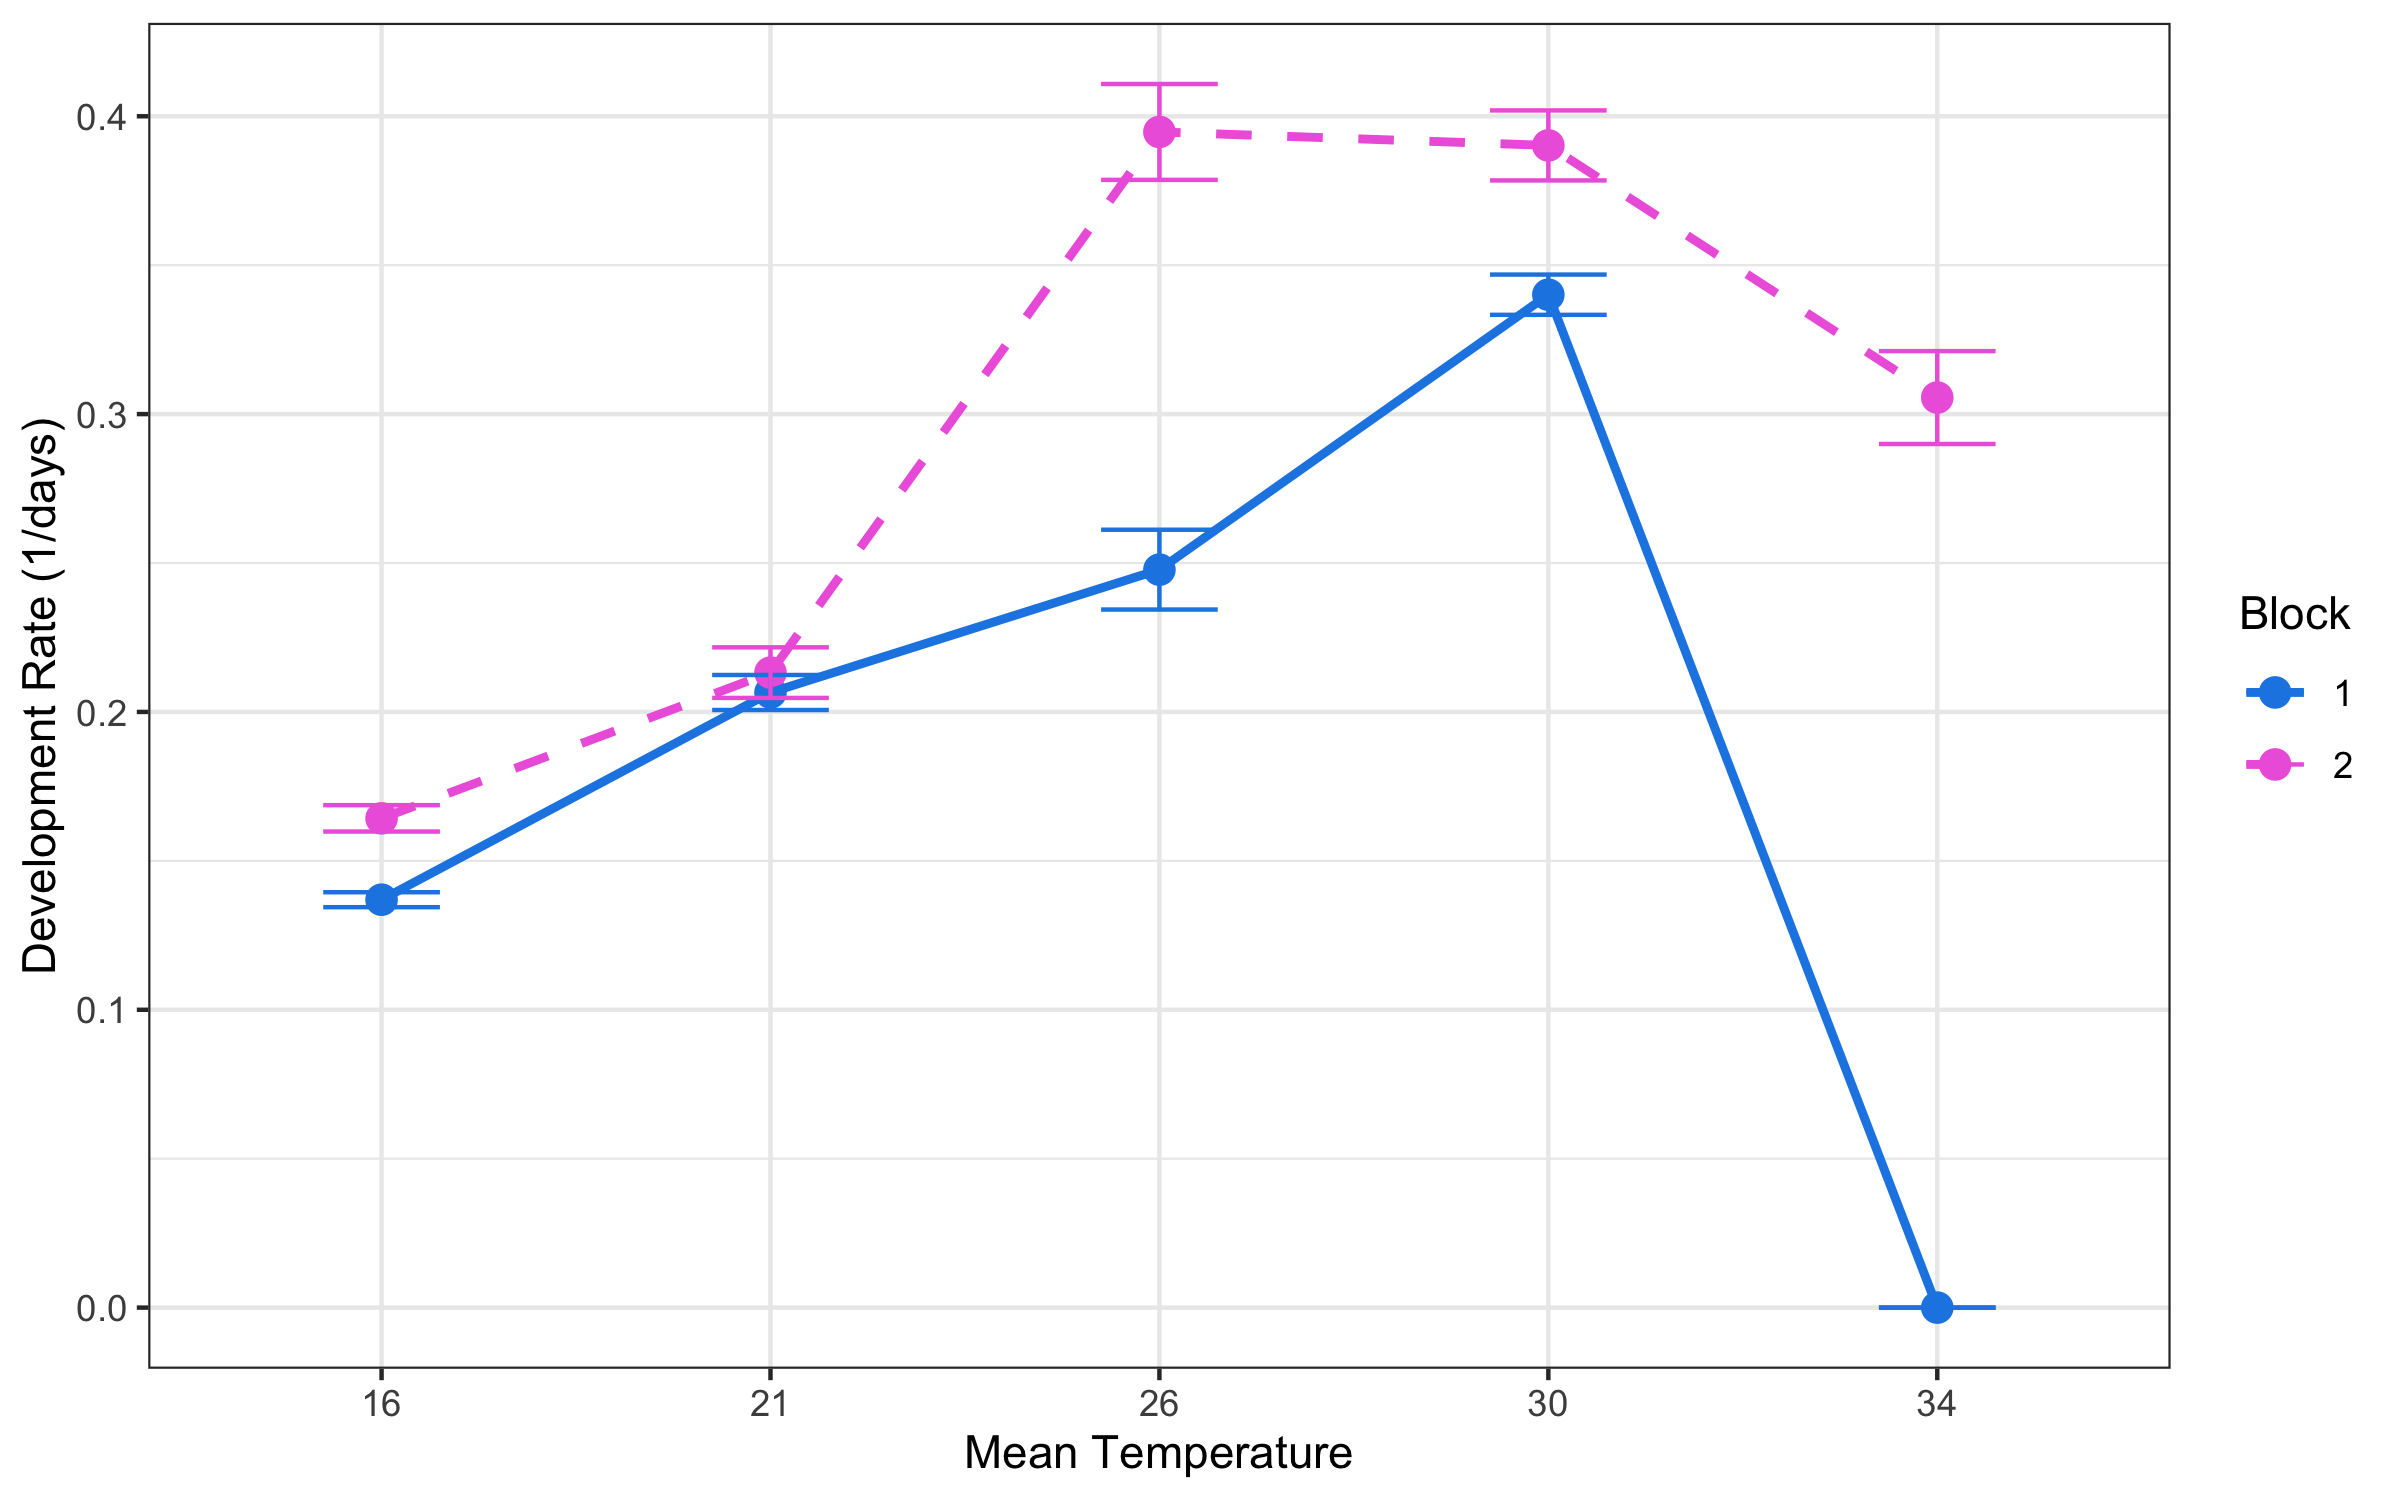 Development Rate (1/days)
0.4
0.3
0.2
0.1
0.0
16 21 26 30 34
Mean Temperature
Block
1
2